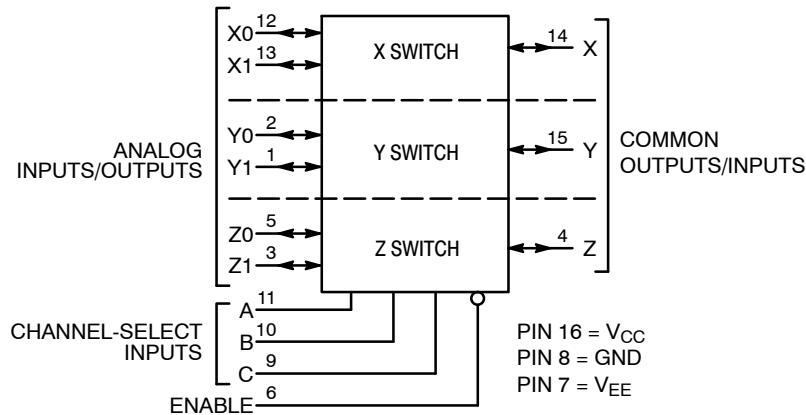 X0 12
X1 13
X SWITCH
14 X
Y0 2
Y1 1
Y SWITCH
15 Y
Z0 5
Z1 3
Z SWITCH
4 Z
ANALOG
INPUTS/OUTPUTS
COMMON
OUTPUTS/INPUTS
A 11
B 10
C 9
CHANNEL-SELECT
INPUTS
ENABLE 6
PIN 16 = VCC
PIN 8 = GND
PIN 7 = VEE